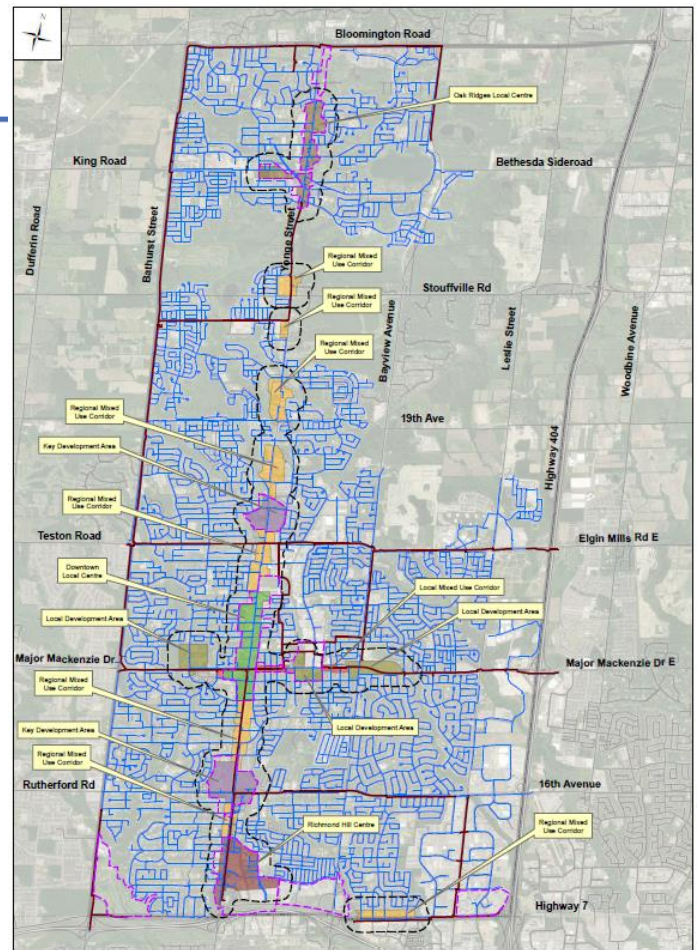 N
Bloomington Road
Oak Ridges Local Centre
King Road
Bethesda Sideroad
Dufferin Road
Bathurst Street
Yonge Street
Regional Mixed
Use Corridor
Stouffville Rd
Regional Mixed
Use Corridor
Bayview Avenue
Leslie Street
Woodbine Avenue
Regional Mixed
Use Corridor
Regional Mixed
Use Corridor
19th Ave
Key Development Area
Highway 404
Regional Mixed
Use Corridor
Teston Road
Elgin Mills Rd E
Downtown
Local Centre
Local Mixed Use Corridor
Local Development Area
Local Development Area
Major Mackenzie Dr
Major Mackenzie Dr E
Regional Mixed
Use Corridor
Local Development Area
Key Development Area
Regional Mixed
Use Corridor
Rutherford Rd
16th Avenue
Richmond Hill Centre
Regional Mixed
Use Corridor
Highway 7